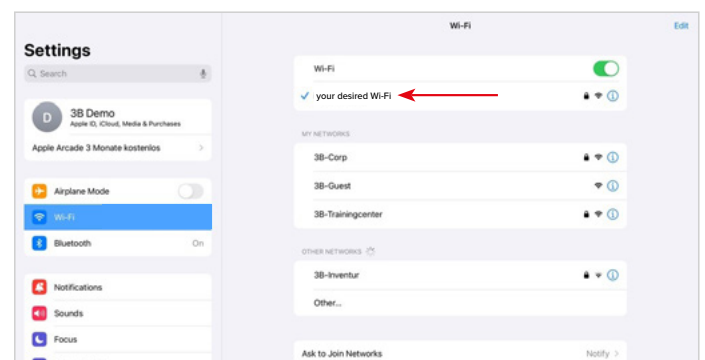 Wi-Fi
Edit
Settings
Search
D
3B Demo
Apple ID, iCloud, Media & Purchases
Apple Arcade 3 Monate kostenlos
Airplane Mode
Wi-Fi
Bluetooth On
Notifications
Sounds
Focus
Wi-Fi
your desired Wi-Fi
MY NETWORKS
3B-Corp
3B-Guest
3B-Trainingcenter
OTHER NETWORKS
3B-Inventur
Other...
Ask to Join Networks Notify